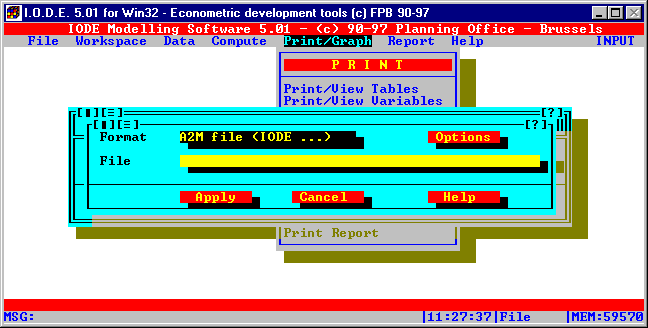 I.O.D.E. 5.01 for Win32 - Econometric development tools (c) FPB 90-97
IODE Modelling Software 5.01 - (c) 90-97 Planning Office - Brussels
File Workspace Data Compute Print/Graph Report Help INPUT
P R I N T
Print/View Tables
Print/View Variables
[?]
[?]
Format A2M file (IODE ...) Options
File
Apply Cancel Help
Print Report
MSG: |11:27:37|File |MEM:59570